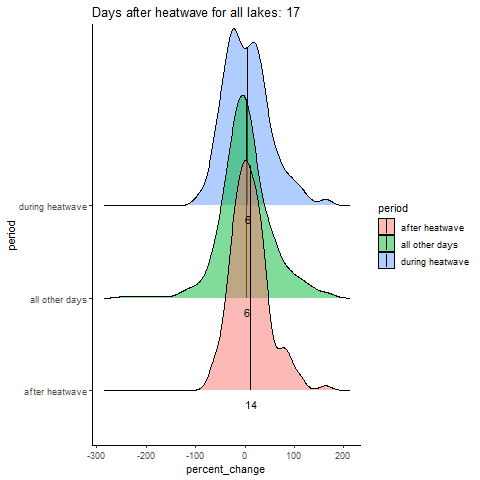 Days after heatwave for all lakes: 17
during heatwave
6
all other days
6
after heatwave
14
period
-300
-200
-100
0
100
200
percent_change
period
after heatwave
all other days
during heatwave